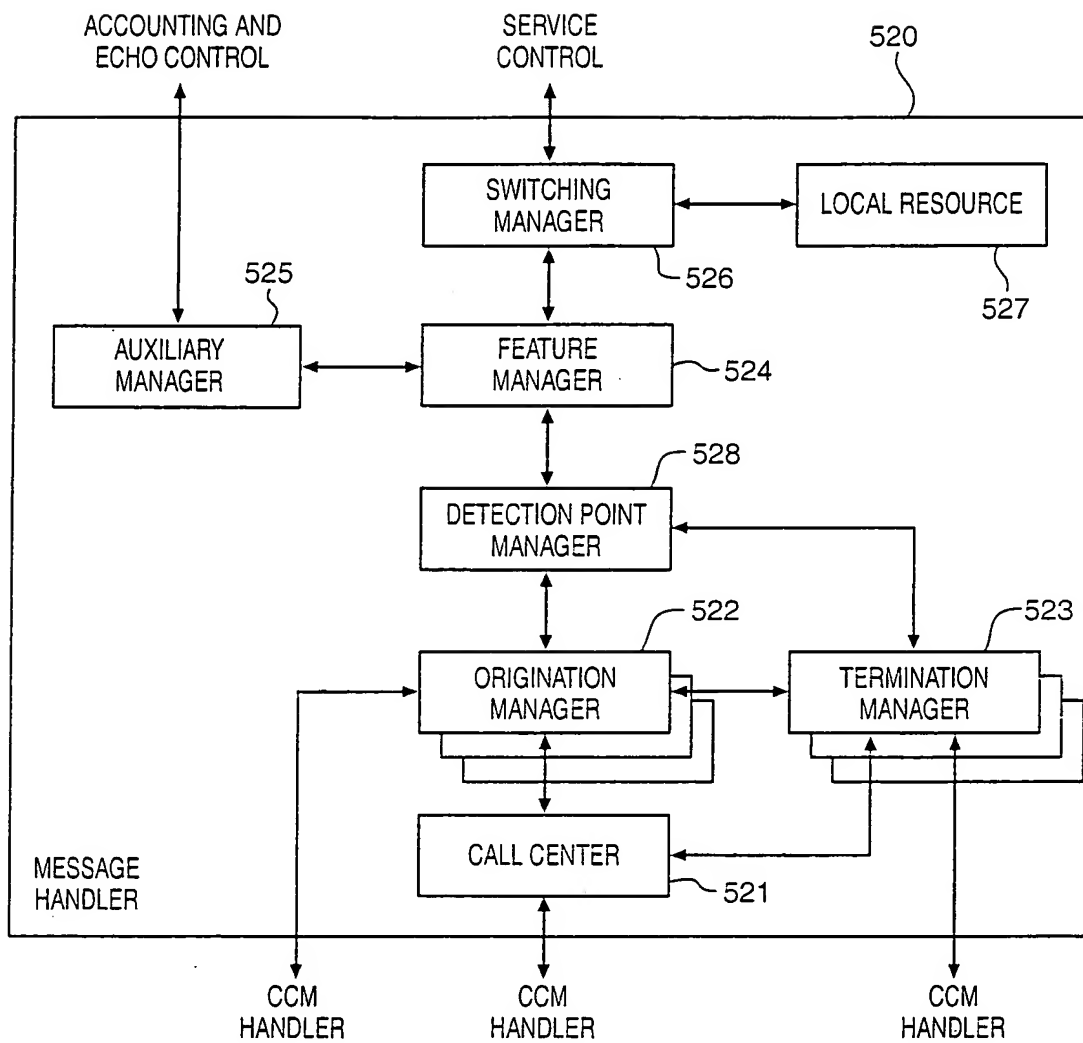 ACCOUNTING AND
ECHO CONTROL
SERVICE
CONTROL
520
SWITCHING
MANAGER
LOCAL RESOURCE
526
527
525
AUXILIARY
MANAGER
FEATURE
MANAGER
524
528
DETECTION POINT
MANAGER
522
523
ORIGINATION
MANAGER
TERMINATION
MANAGER
CALL CENTER
521
MESSAGE
HANDLER
CCM
HANDLER
CCM
HANDLER
CCM
HANDLER